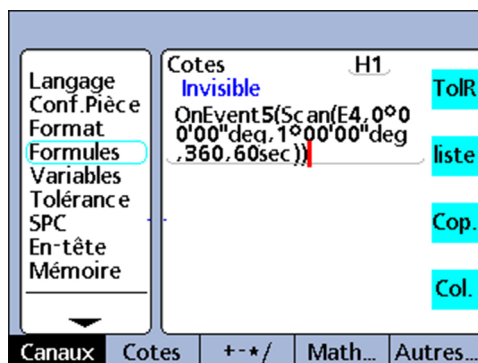 Langage
Conf.Pièce
Format
Formules
Variables
Tolérance
SPC
En-tête
Mémoire
Cotes H1
Invisible
OnEvent5(Scan(E4,0°0
0'00"deg,1°00'00"deg
,360,60sec))
TolR
liste
Cop.
Col.
Canaux Cotes +-*/ Math... Autres...